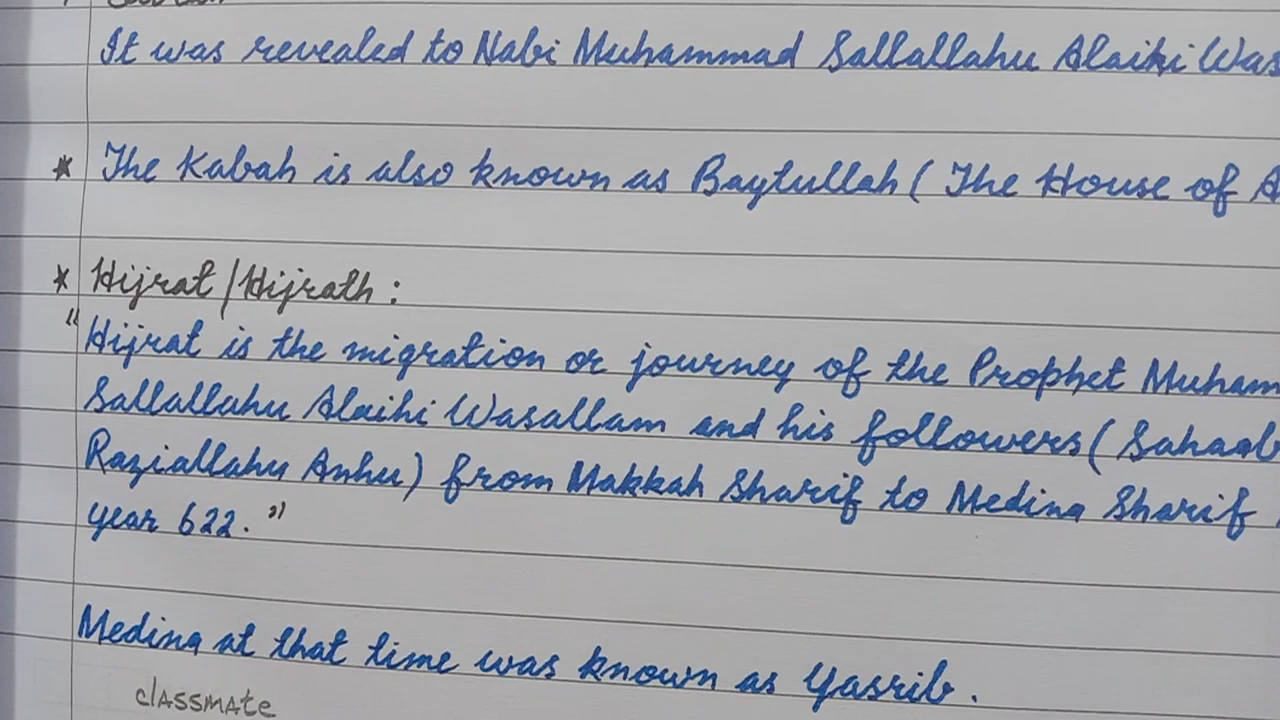 It was revealed to Nabi Muhammad Sallallahu Alaihi Was
* The Kabah is also known as Baytullah ( The House of A
* Hijrat / Hijrath :
"Hijrat is the migration or journey of the Prophet Muham
Sallallahu Alaihi Wasallam and his followers ( Sahaab
Raziallahu Anhu) from Makkah Sharif to Medina Sharif
year 622."
Medina at that time was known as Yasrib.
classmate